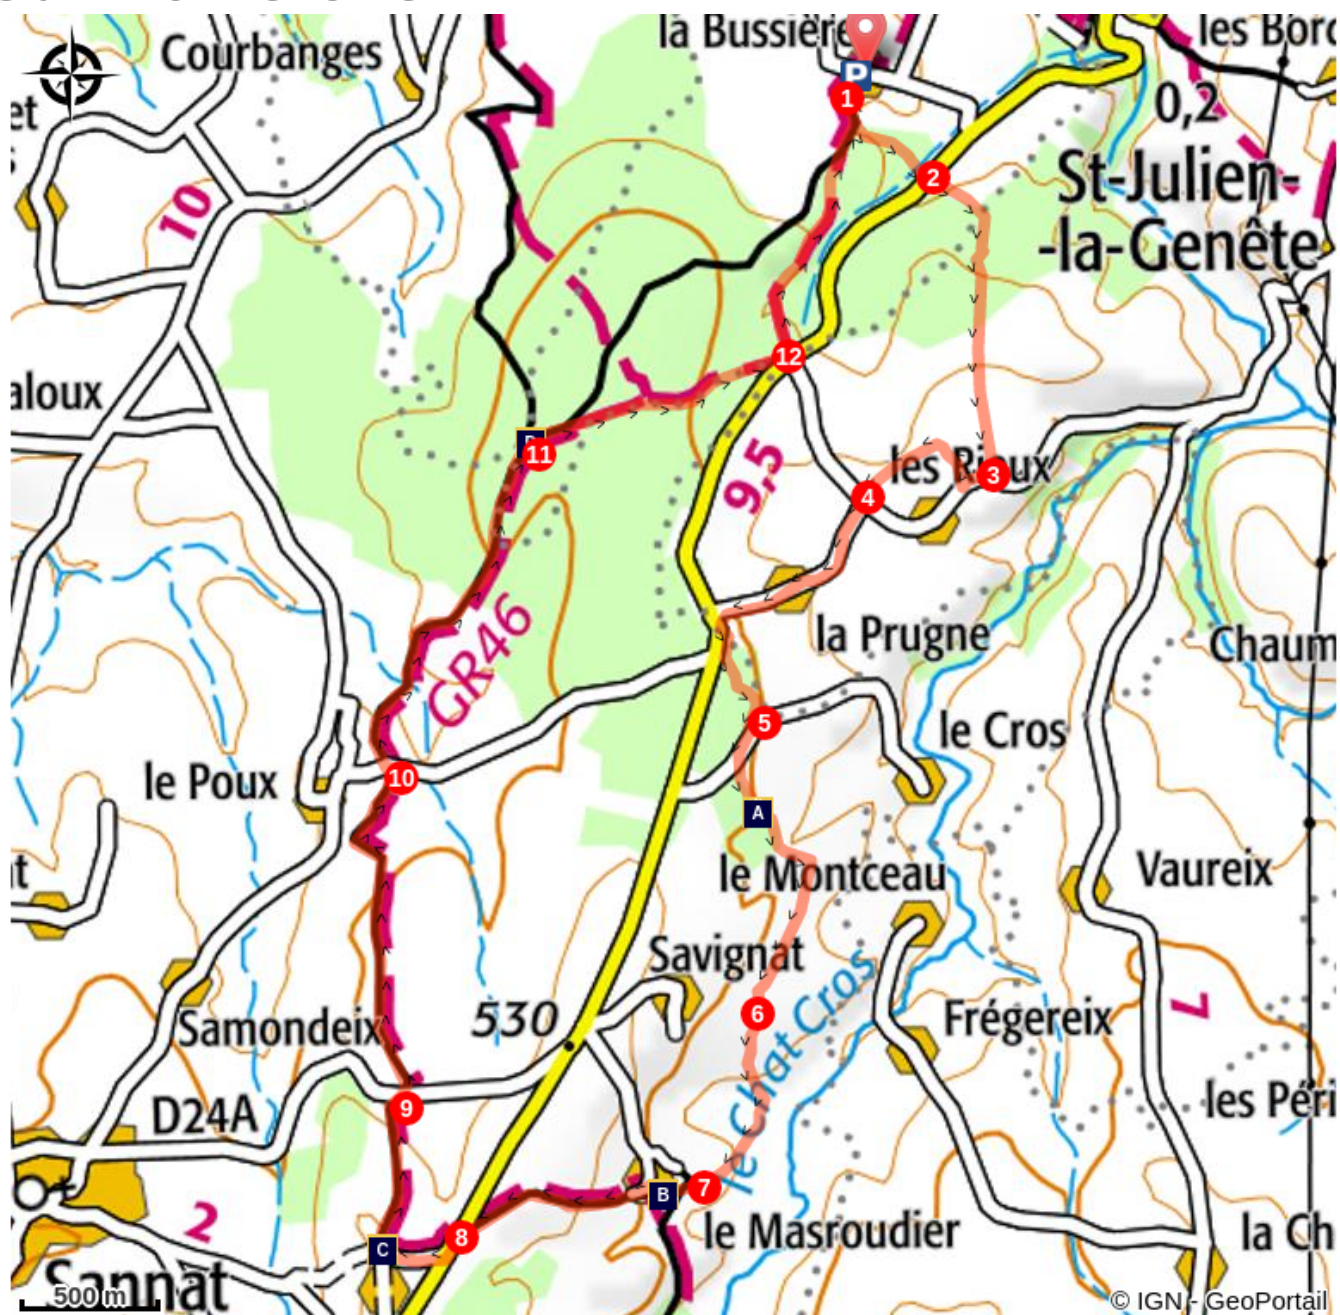 Courbanges
la Bussière
les Bord
et
P
1
0,2
2
St-Julien-
-la-Genête
10
aloux
12
11
9,5
les Rioux
3
4
GR46
la Prugne
Chaum
5
le Cros
10
le Poux
A
le Montceau
Vaureix
Savignat
530
Samondeix
6
le Chat Cros
Frégereix
7
9
D24A
les Péri
7
B
2
8
le Masroudier
la Ch
C
Sannat
500 m
© IGN - GeoPortail